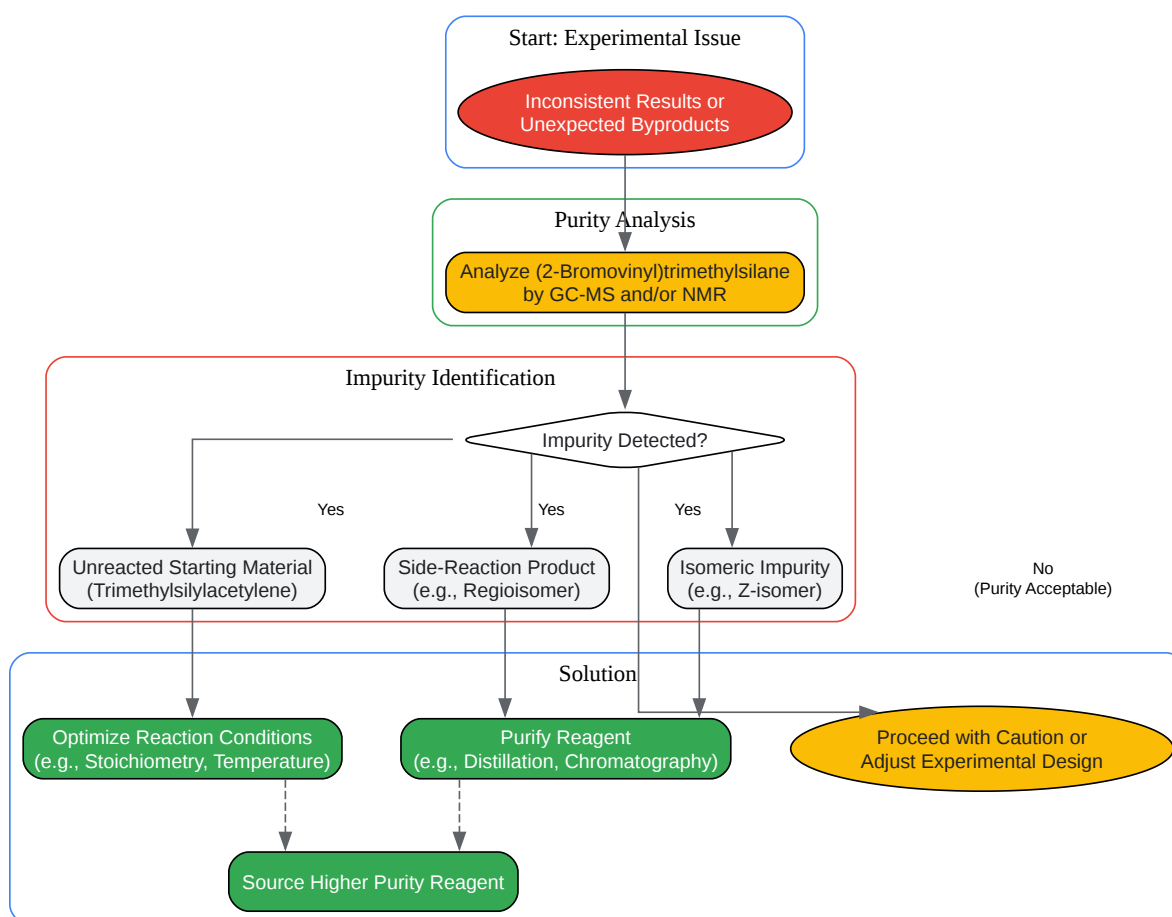 Start: Experimental Issue
Inconsistent Results or
Unexpected Byproducts
Purity Analysis
Analyze (2-Bromovinyl)trimethylsilane
by GC-MS and/or NMR
Impurity Identification
Impurity Detected?
Yes
Yes
Yes
No
(Purity Acceptable)
Unreacted Starting Material
(Trimethylsilylacetylene)
Side-Reaction Product
(e.g., Regioisomer)
Isomeric Impurity
(e.g., Z-isomer)
Solution
Optimize Reaction Conditions
(e.g., Stoichiometry, Temperature)
Purify Reagent
(e.g., Distillation, Chromatography)
Proceed with Caution or
Adjust Experimental Design
Source Higher Purity Reagent